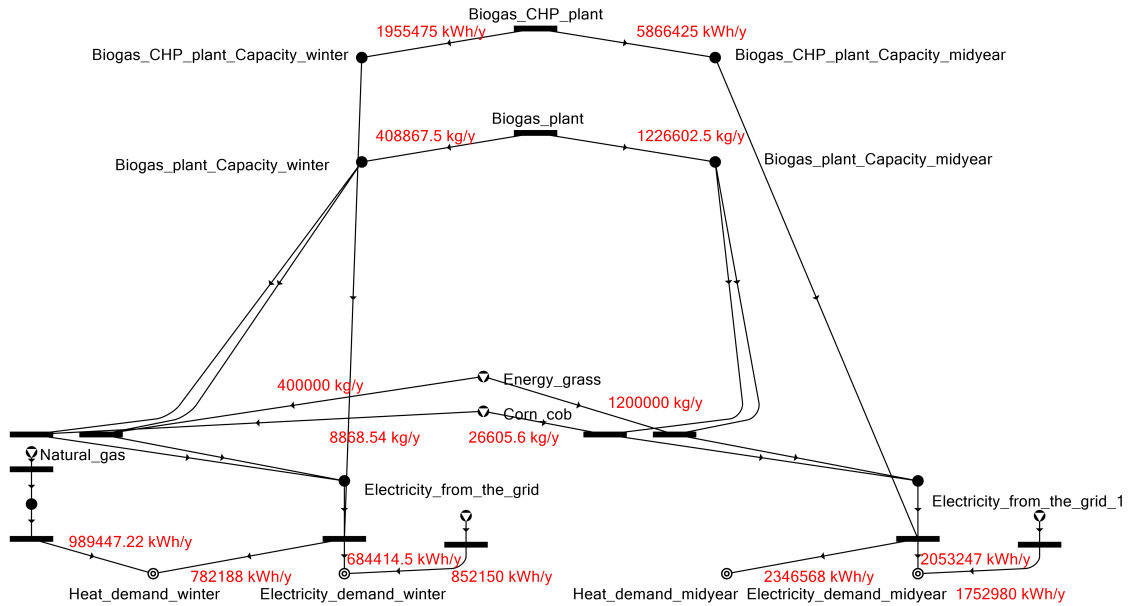 Biogas_CHP_plant
1955475 kWh/y
5866425 kWh/y
Biogas_CHP_plant_Capacity_winter
Biogas_CHP_plant_Capacity_midyear
Biogas_plant
408867.5 kg/y
1226602.5 kg/y
Biogas_plant_Capacity_winter
Biogas_plant_Capacity_midyear
Energy_grass
400000 kg/y
1200000 kg/y
Corn_cob
8868.54 kg/y
26605.6 kg/y
Natural_gas
Electricity_from_the_grid
Electricity_from_the_grid_1
989447.22 kWh/y
684414.5 kWh/y
2053247 kWh/y
782188 kWh/y
852150 kWh/y
2346568 kWh/y
1752980 kWh/y
Heat_demand_winter
Electricity_demand_winter
Heat_demand_midyear
Electricity_demand_midyear